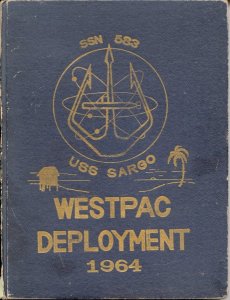 SSN 583
USS SARGO
WESTPAC
DEPLOYMENT
1964